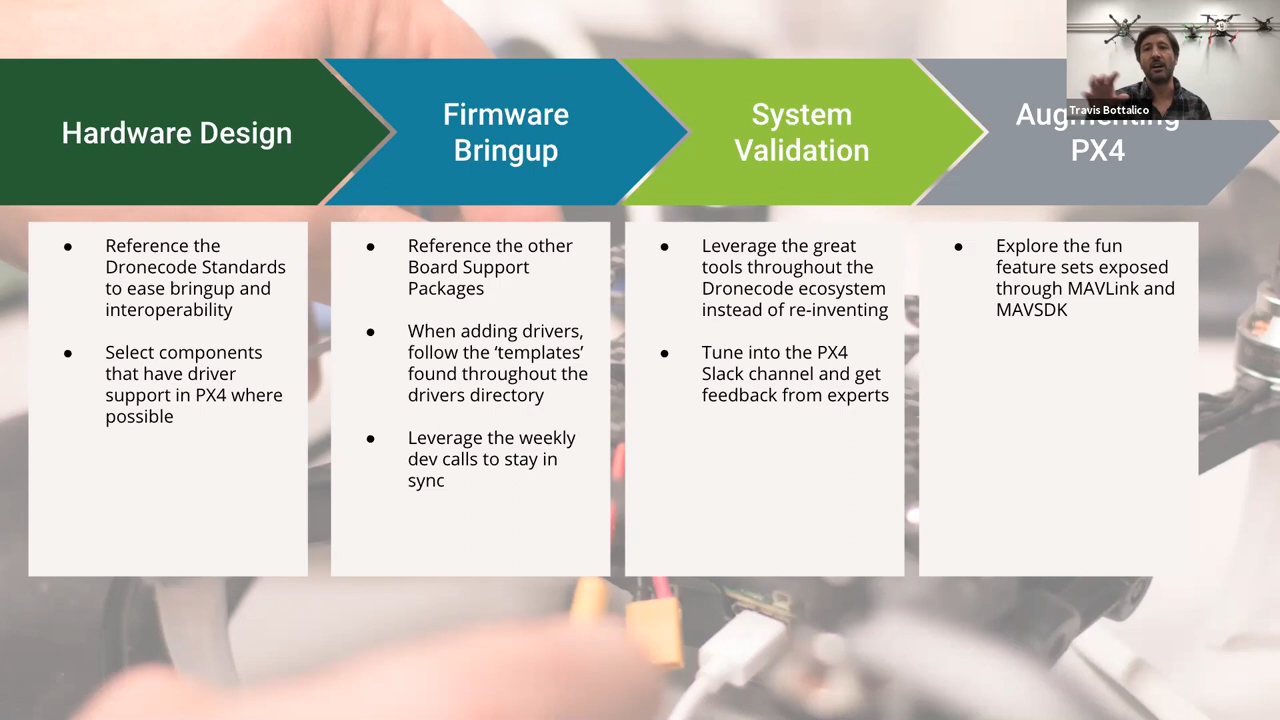 Hardware Design
Firmware
Bringup
System
Validation
Augmenting
PX4
Travis Bottalico
● Reference the
Dronecode Standards
to ease bringup and
interoperability
● Select components
that have driver
support in PX4 where
possible
● Reference the other
Board Support
Packages
● When adding drivers,
follow the ‘templates’
found throughout the
drivers directory
● Leverage the weekly
dev calls to stay in
sync
● Leverage the great
tools throughout the
Dronecode ecosystem
instead of re-inventing
● Tune into the PX4
Slack channel and get
feedback from experts
● Explore the fun
feature sets exposed
through MAVLink and
MAVSDK